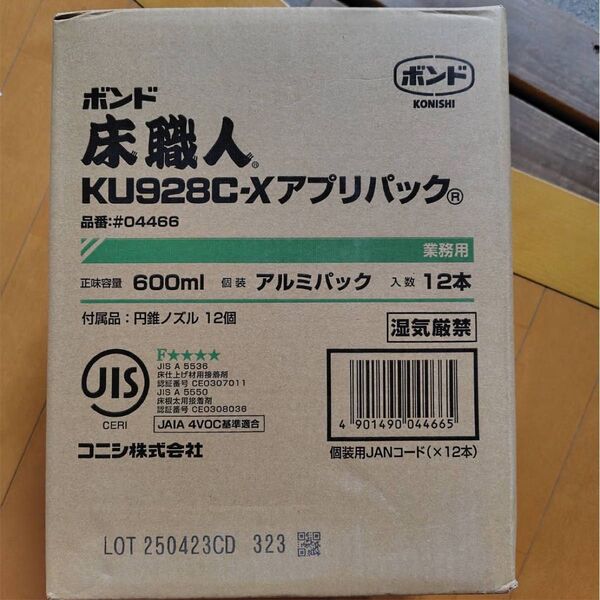 ボンド
KONISHI
ボンド
床職人®
KU928C-Xアプリパック®
品番:#04466
業務用
正味容量 600ml 個装 アルミパック 入数 12本
付属品：円錐ノズル 12個
湿気厳禁
F★★★★
JIS A 5536
床仕上げ材用接着剤
認証番号 CE0307011
JIS A 5550
床根太用接着剤
認証番号 CE0308036
JIS
CERI
JAIA 4VOC基準適合
コニシ株式会社
4 901490 044665
個装用JANコード(×12本)
LOT 250423CD 323